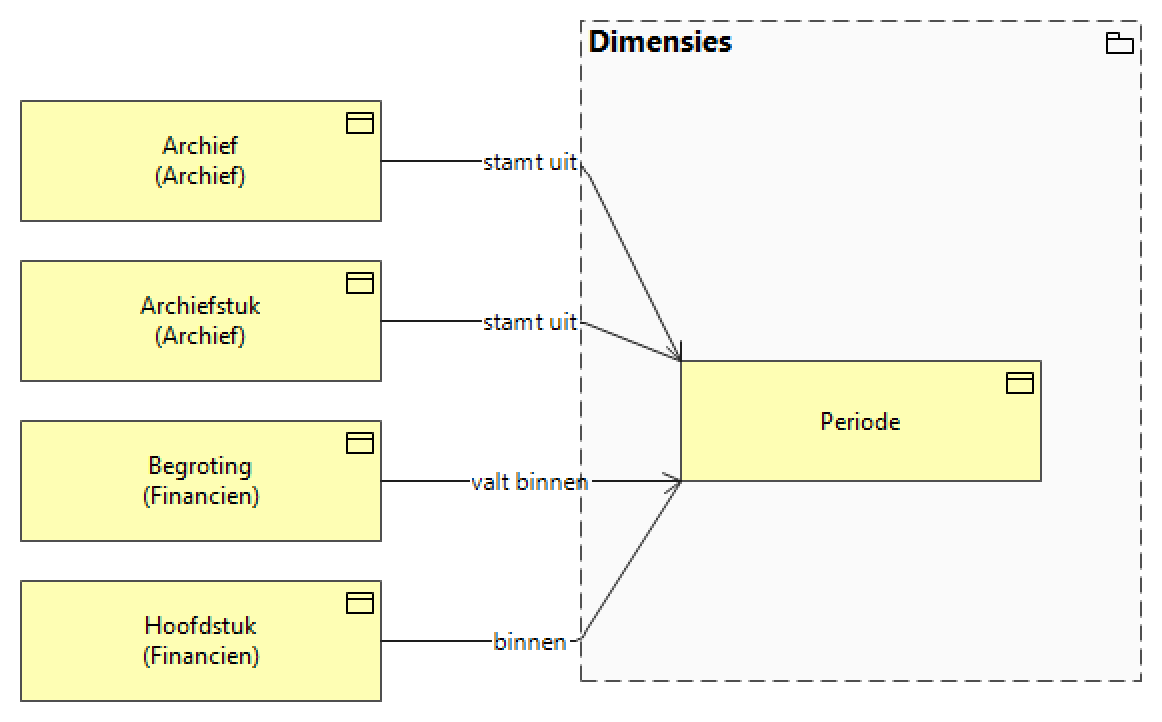 Dimensies
Archief
(Archief)
stamt uit
Archiefstuk
(Archief)
stamt uit
Periode
Begroting
(Financien)
valt binnen
Hoofdstuk
(Financien)
binnen